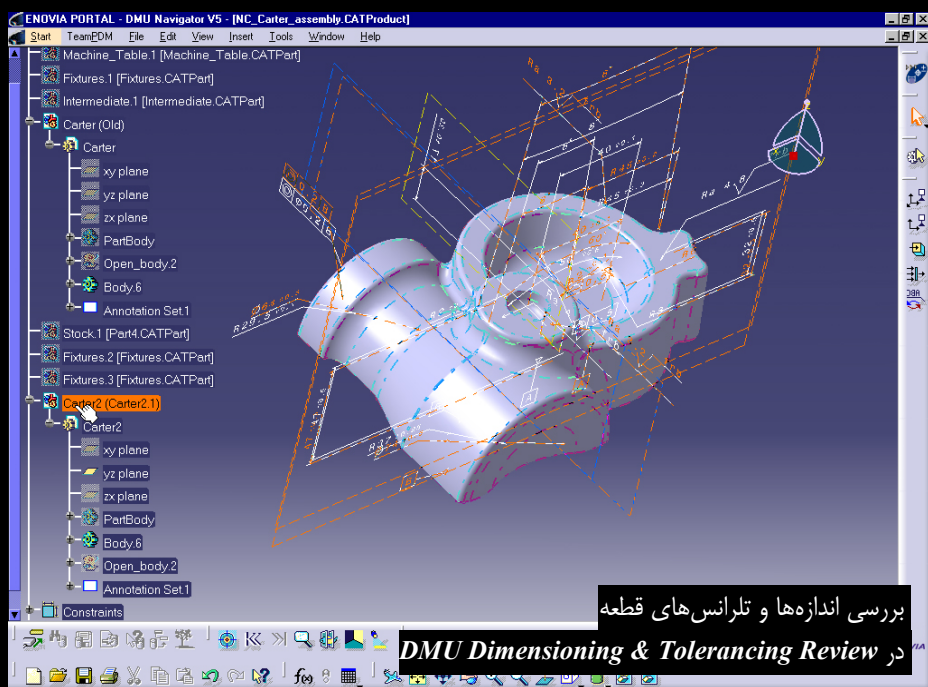 ENOVIA PORTAL - DMU Navigator V5 - [NC_Carter_assembly.CATProduct]
Start TeamPDM File Edit View Insert Tools Window Help
Machine_Table.1 [Machine_Table.CATPart]
Fixtures.1 [Fixtures.CATPart]
Intermediate.1 [Intermediate.CATPart]
Carter (Old)
Carter
xy plane
yz plane
zx plane
PartBody
Open_body.2
Body.6
Annotation Set.1
Stock.1 [Part4.CATPart]
Fixtures.2 [Fixtures.CATPart]
Fixtures.3 [Fixtures.CATPart]
Carter2 (Carter2.1)
Carter2
xy plane
yz plane
zx plane
PartBody
Body.6
Open_body.2
Annotation Set.1
Constraints
بررسی اندازه‌ها و تلرانس‌های قطعه
در DMU Dimensioning & Tolerancing Review